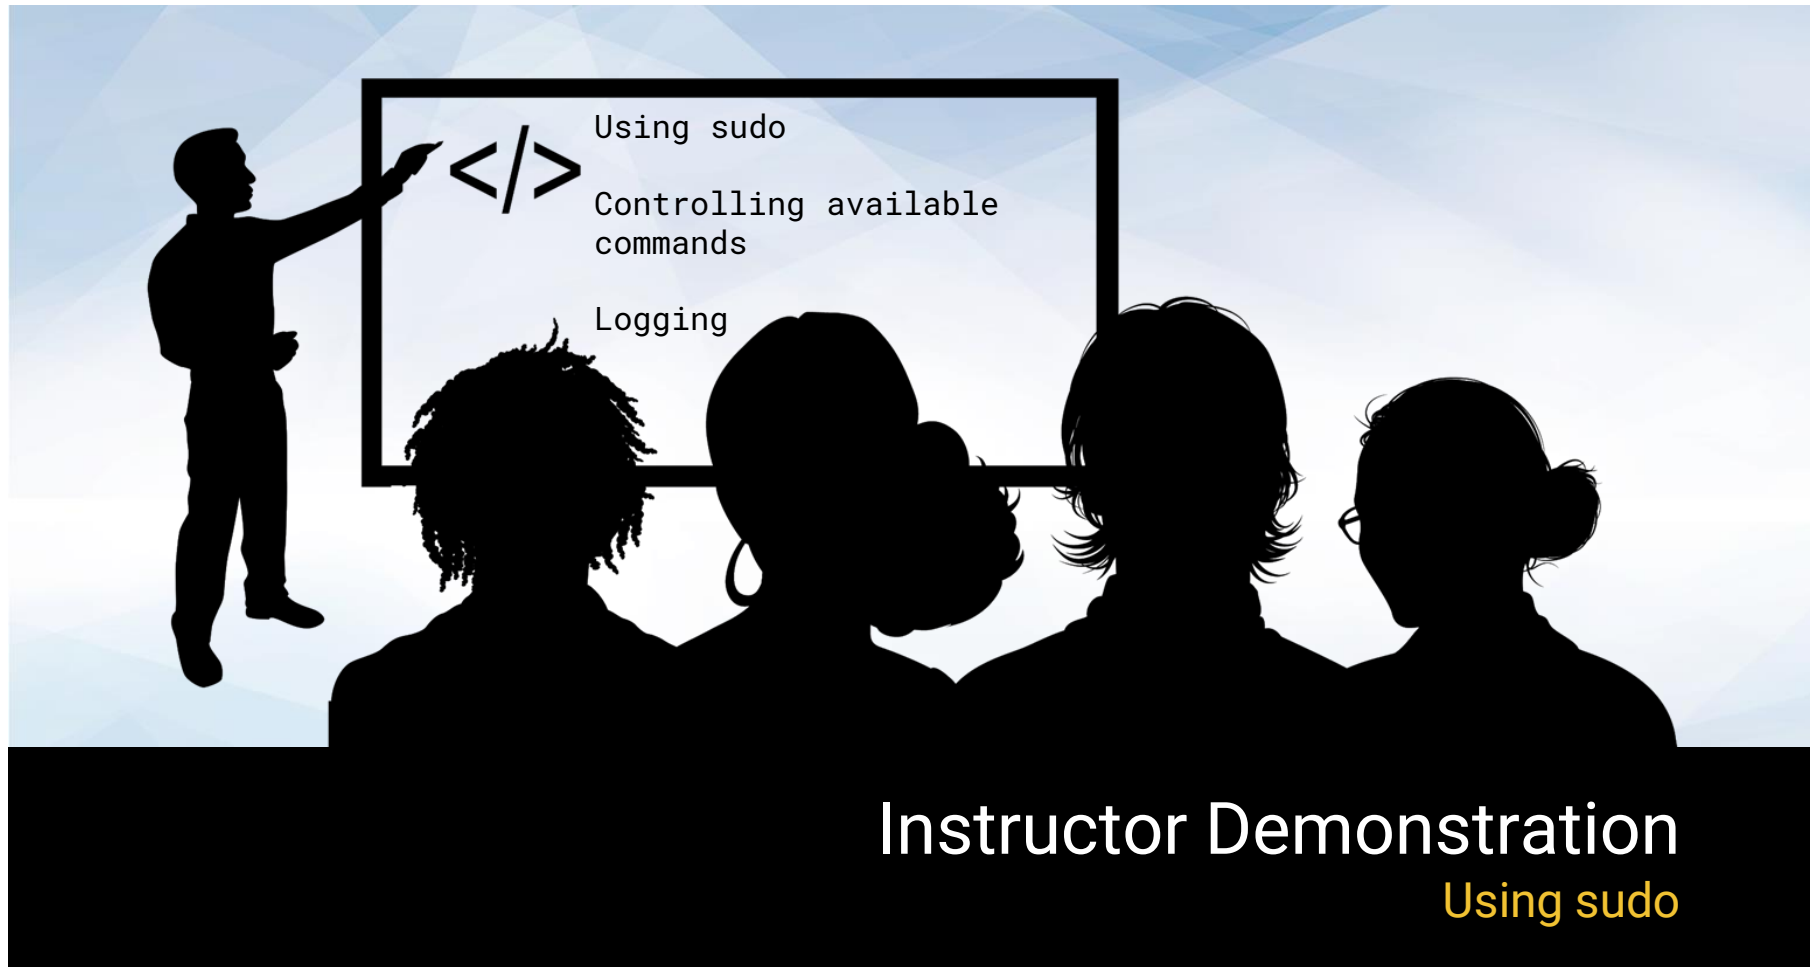 </>
Using sudo
Controlling available
commands
Logging
Instructor Demonstration
Using sudo